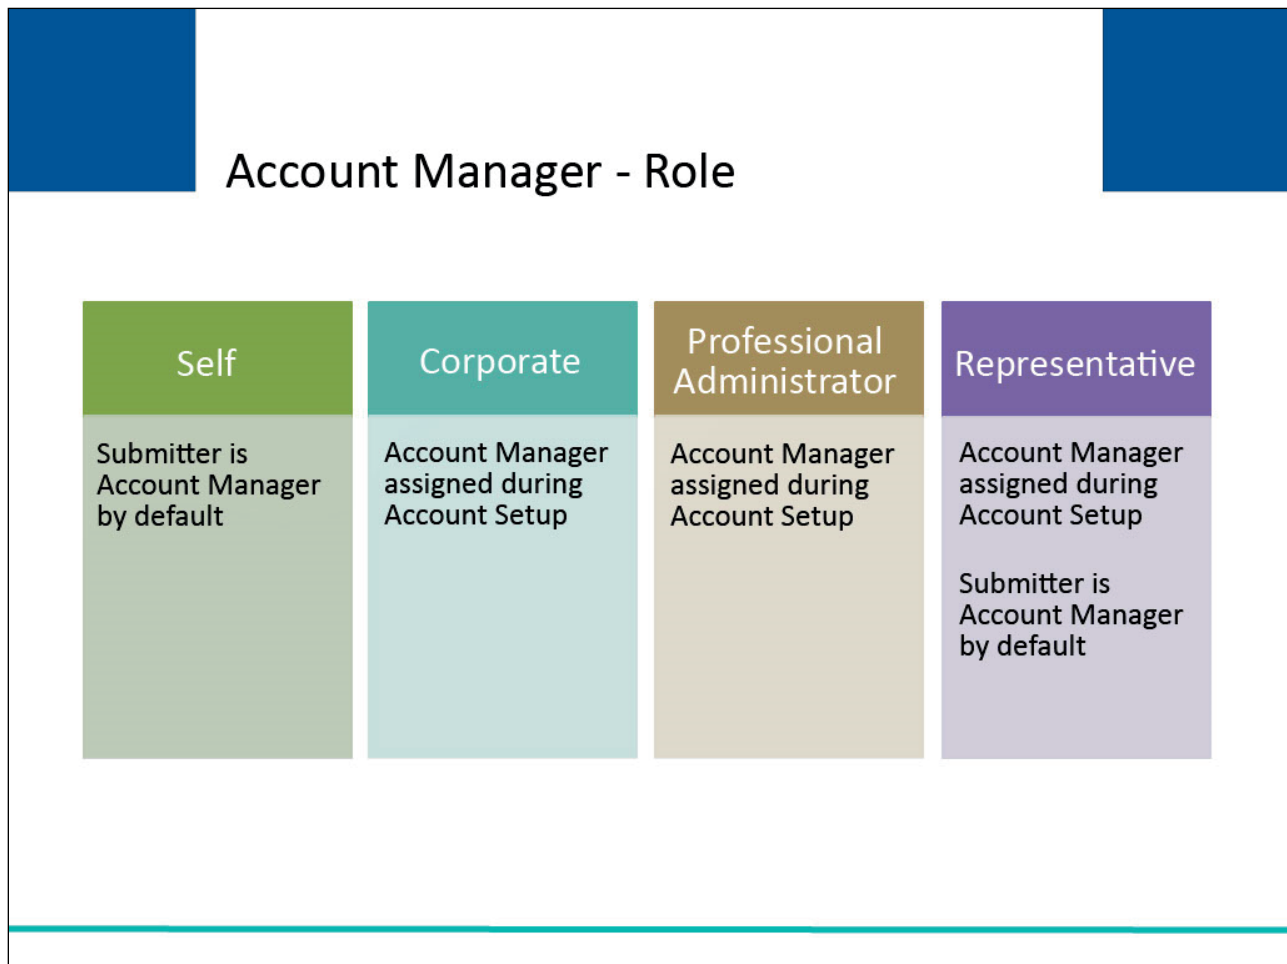 Account Manager - Role
Self
Submitter is
Account Manager
by default
Corporate
Account Manager
assigned during
Account Setup
Professional
Administrator
Account Manager
assigned during
Account Setup
Representative
Account Manager
assigned during
Account Setup
Submitter is
Account Manager
by default